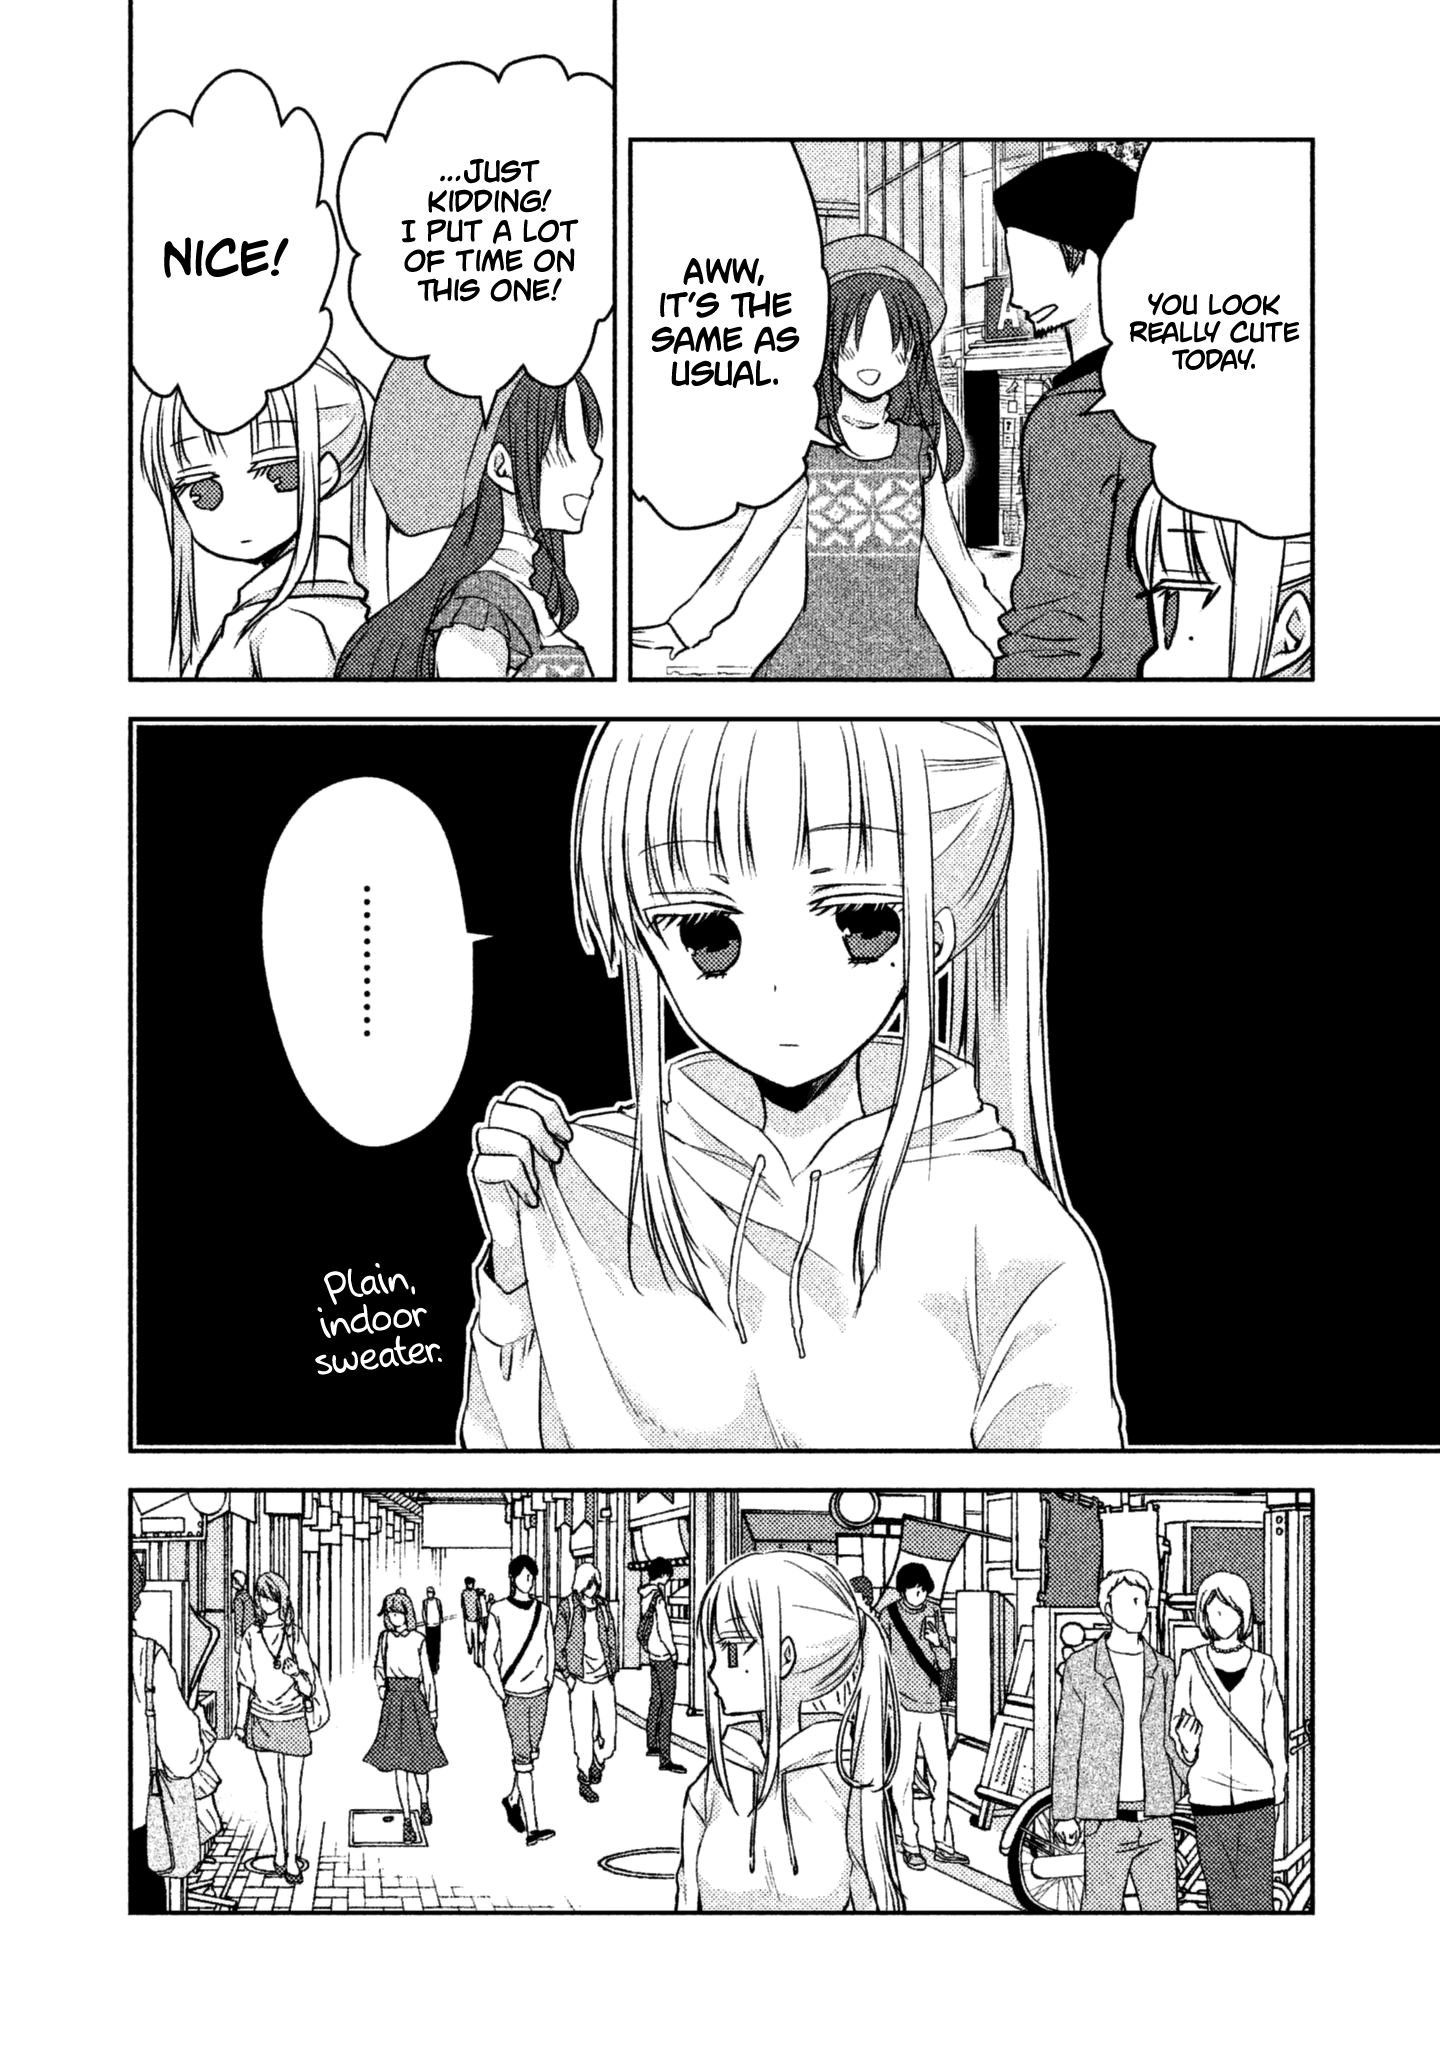 YOU LOOK
REALLY CUTE
TODAY.
AWW,
IT'S THE
SAME AS
USUAL.
A
...JUST
KIDDING!
I PUT A LOT
OF TIME ON
THIS ONE!
NICE!
..........
Plain,
indoor
sweater.